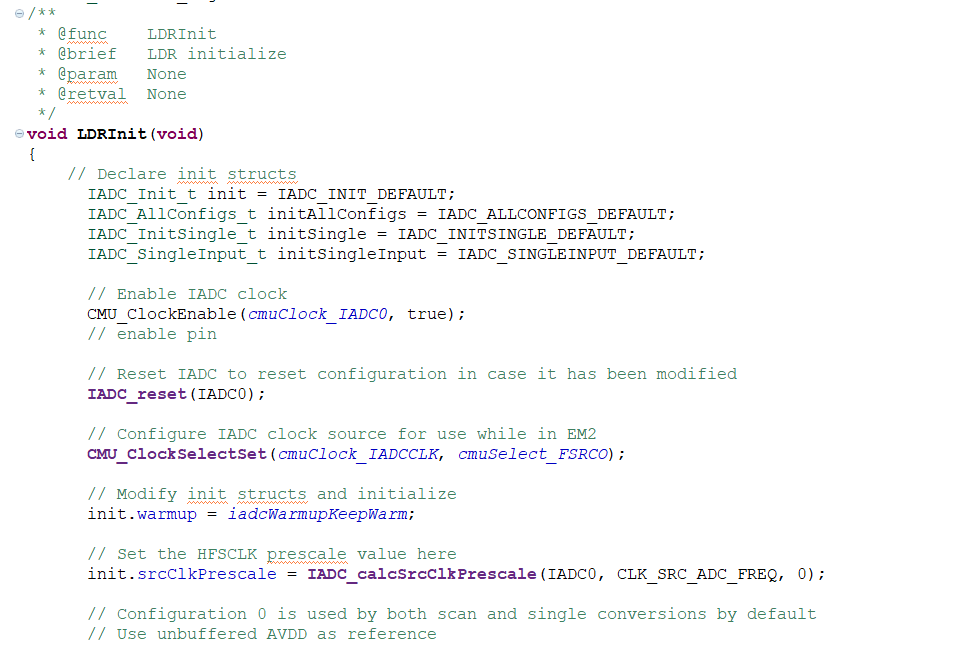 /**
 * @func    LDRInit
 * @brief   LDR initialize
 * @param   None
 * @retval  None
 */
void LDRInit(void)
{
    // Declare init structs
      IADC_Init_t init = IADC_INIT_DEFAULT;
      IADC_AllConfigs_t initAllConfigs = IADC_ALLCONFIGS_DEFAULT;
      IADC_InitSingle_t initSingle = IADC_INITSINGLE_DEFAULT;
      IADC_SingleInput_t initSingleInput = IADC_SINGLEINPUT_DEFAULT;

      // Enable IADC clock
      CMU_ClockEnable(cmuClock_IADC0, true);
      // enable pin

      // Reset IADC to reset configuration in case it has been modified
      IADC_reset(IADC0);

      // Configure IADC clock source for use while in EM2
      CMU_ClockSelectSet(cmuClock_IADCCLK, cmuSelect_FSRCO);

      // Modify init structs and initialize
      init.warmup = iadcWarmupKeepWarm;

      // Set the HFSCLK prescale value here
      init.srcClkPrescale = IADC_calcSrcClkPrescale(IADC0, CLK_SRC_ADC_FREQ, 0);

      // Configuration 0 is used by both scan and single conversions by default
      // Use unbuffered AVDD as reference